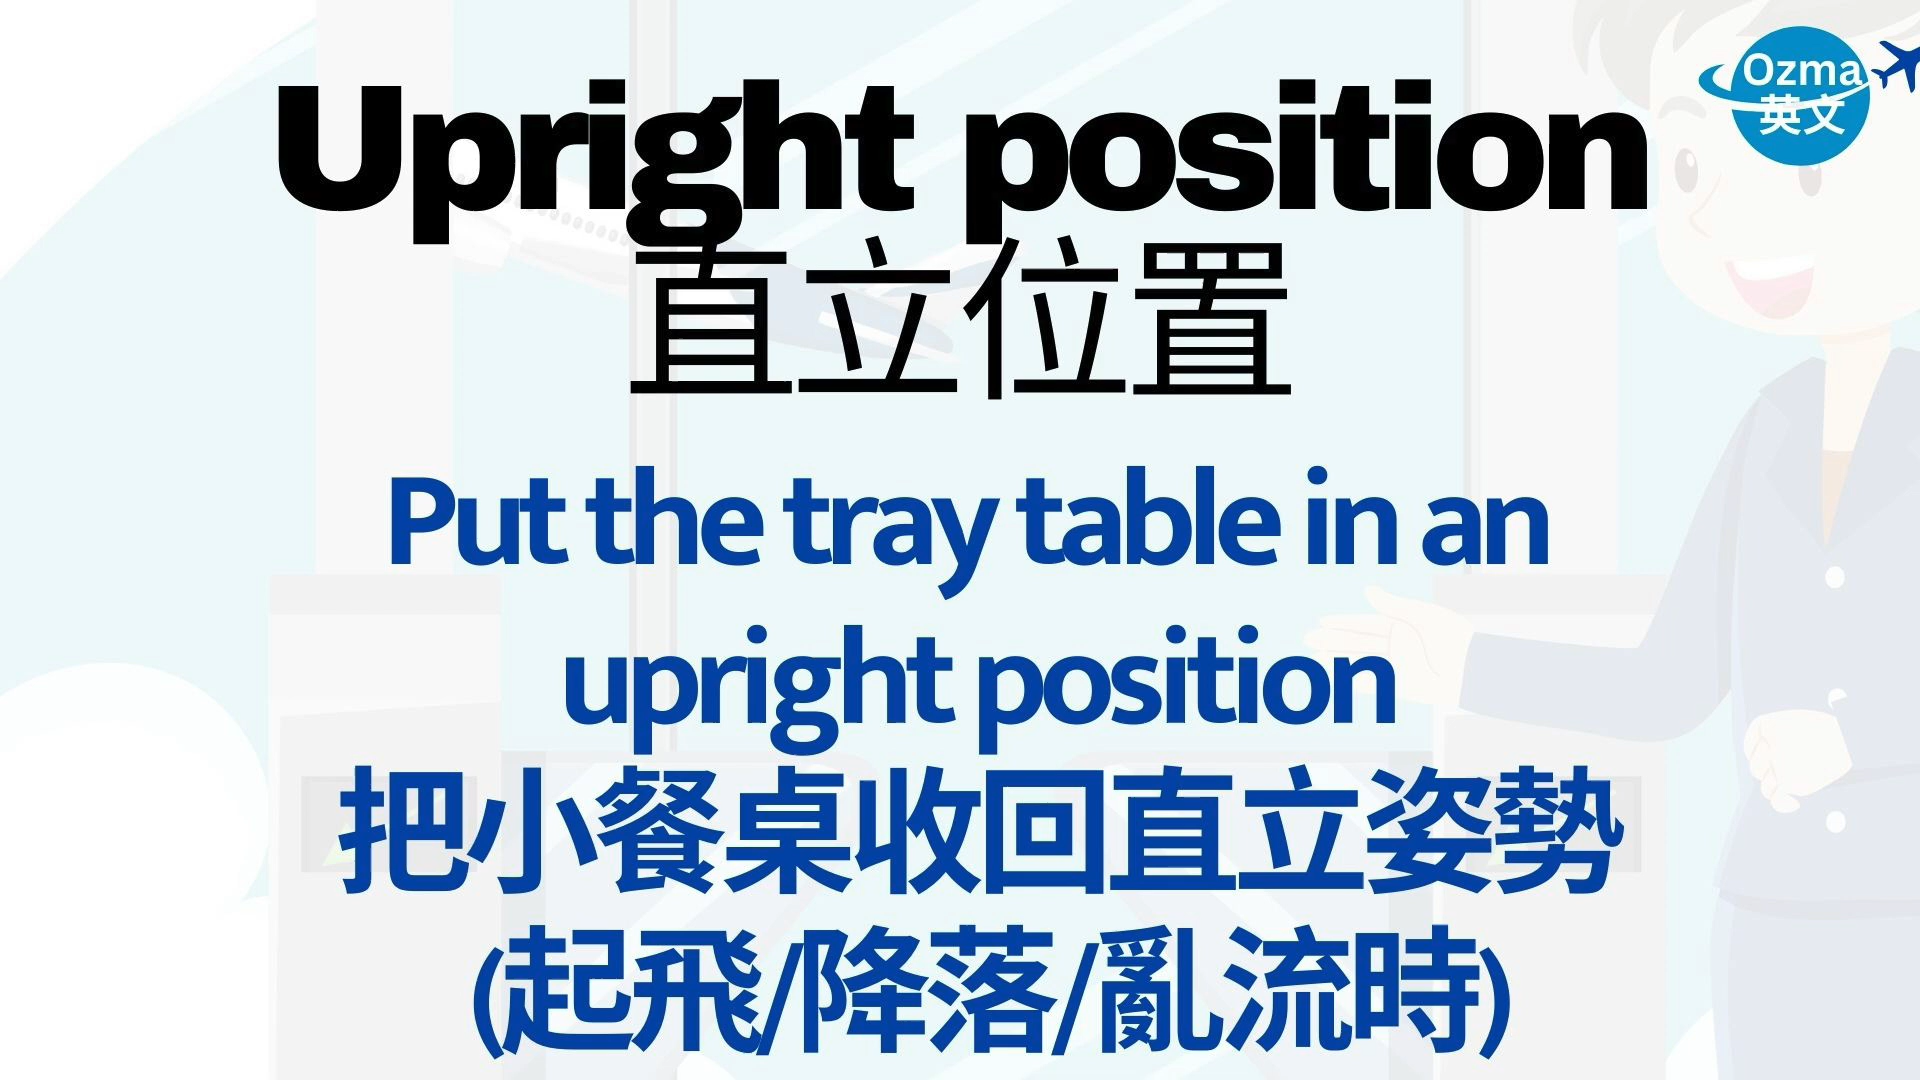 Ozma
英文
Upright position
直立位置
Put the tray table in an
upright position
把小餐桌收回直立姿勢
(起飛/降落/亂流時)